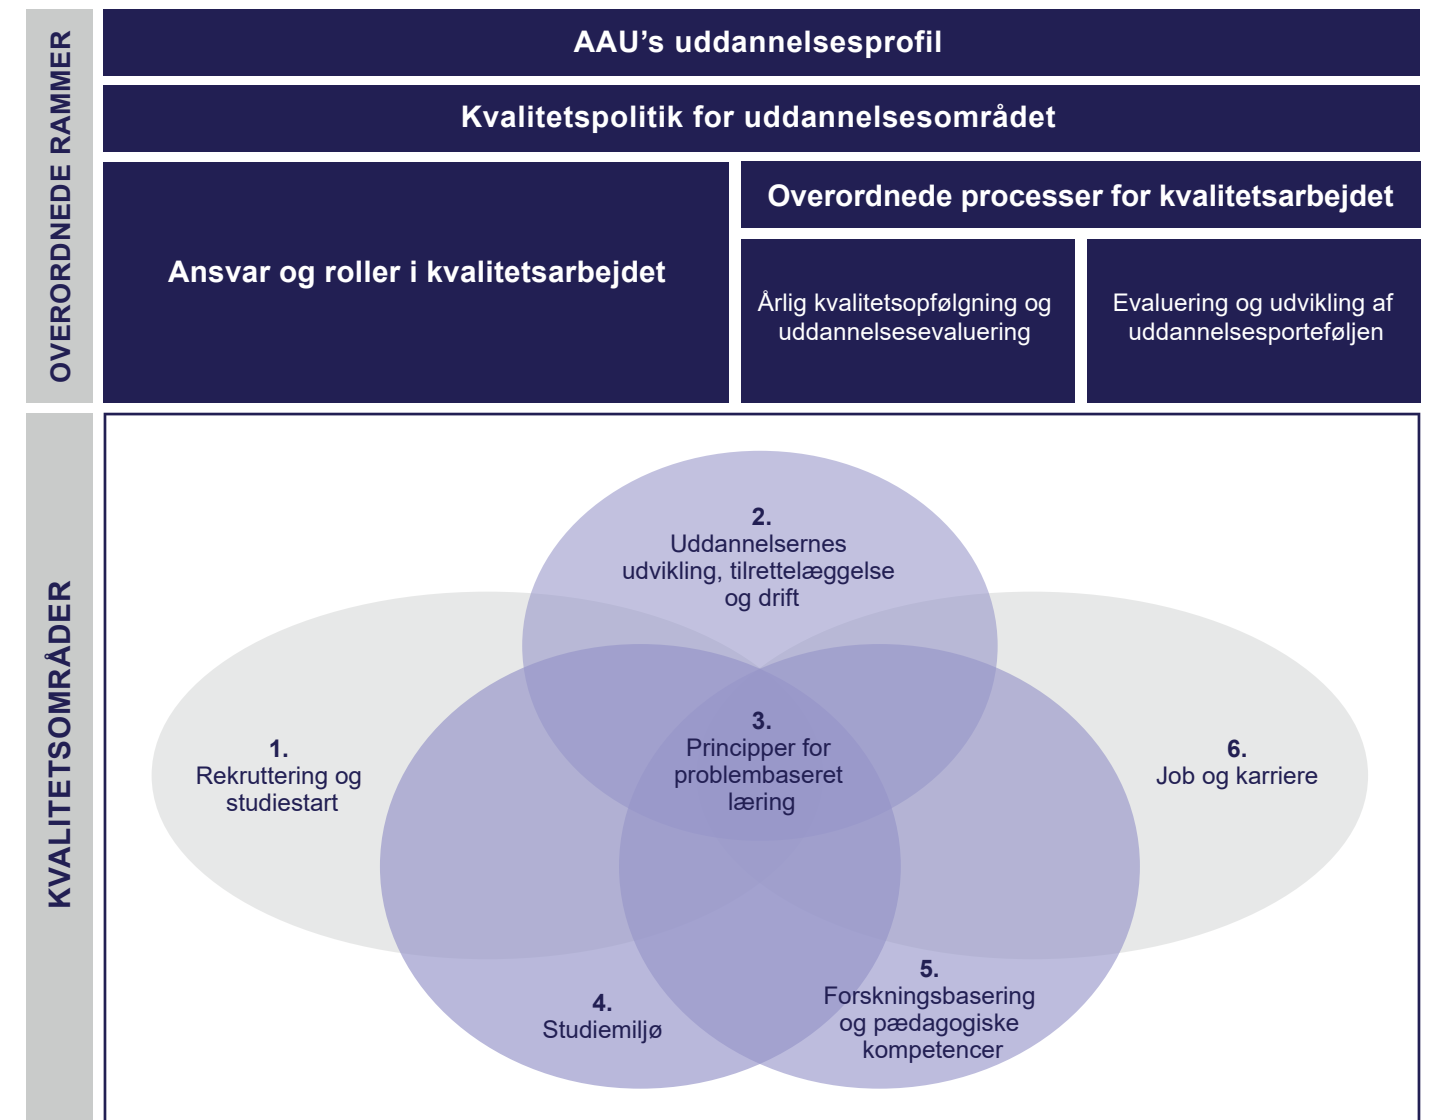 OVERORDNEDE RAMMER
AAU's uddannelsesprofil
Kvalitetspolitik for uddannelsesområdet
Ansvar og roller i kvalitetsarbejdet
Overordnede processer for kvalitetsarbejdet
Årlig kvalitetsopfølgning og
uddannelsesevaluering
Evaluering og udvikling af
uddannelsesporteføljen
KVALITETSOMRÅDER
1.
Rekruttering og
studiestart
2.
Uddannelsernes
udvikling, tilrettelæggelse
og drift
3.
Principper for
problembaseret
læring
4.
Studiemiljø
5.
Forskningsbasering
og pædagogiske
kompetencer
6.
Job og karriere